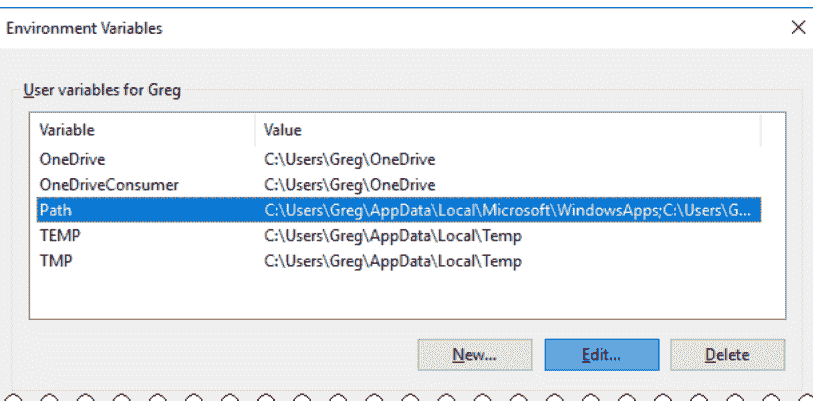 Environment Variables
User variables for Greg
Variable Value
OneDrive C:\Users\Greg\OneDrive
OneDriveConsumer C:\Users\Greg\OneDrive
Path C:\Users\Greg\AppData\Local\Microsoft\WindowsApps;C:\Users\G...
TEMP C:\Users\Greg\AppData\Local\Temp
TMP C:\Users\Greg\AppData\Local\Temp
New... Edit... Delete